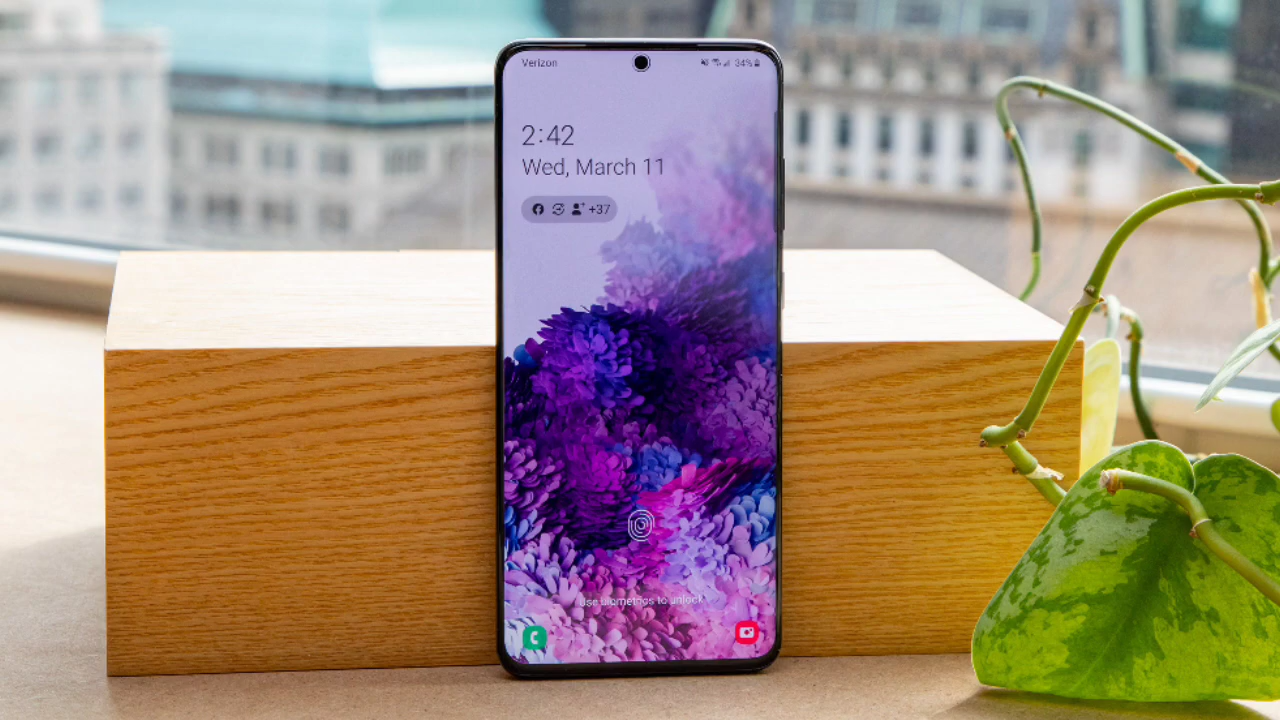 Verizon 34%
2:42
Wed, March 11
+37
Use biometrics to unlock